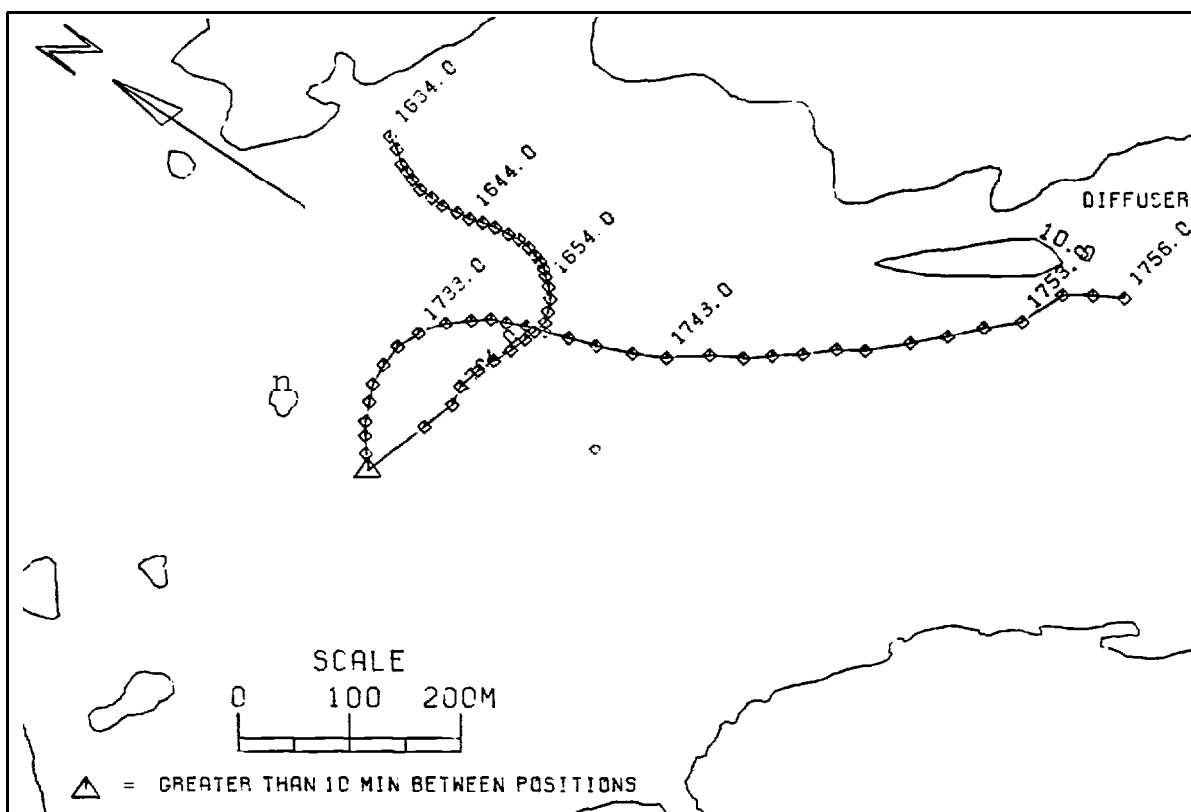 N
1634.0
1644.0
1654.0
1733.0
1743.0
DIFFUSER
10.
1753.0
1756.0
n
SCALE
0 100 200M
= GREATER THAN 10 MIN BETWEEN POSITIONS